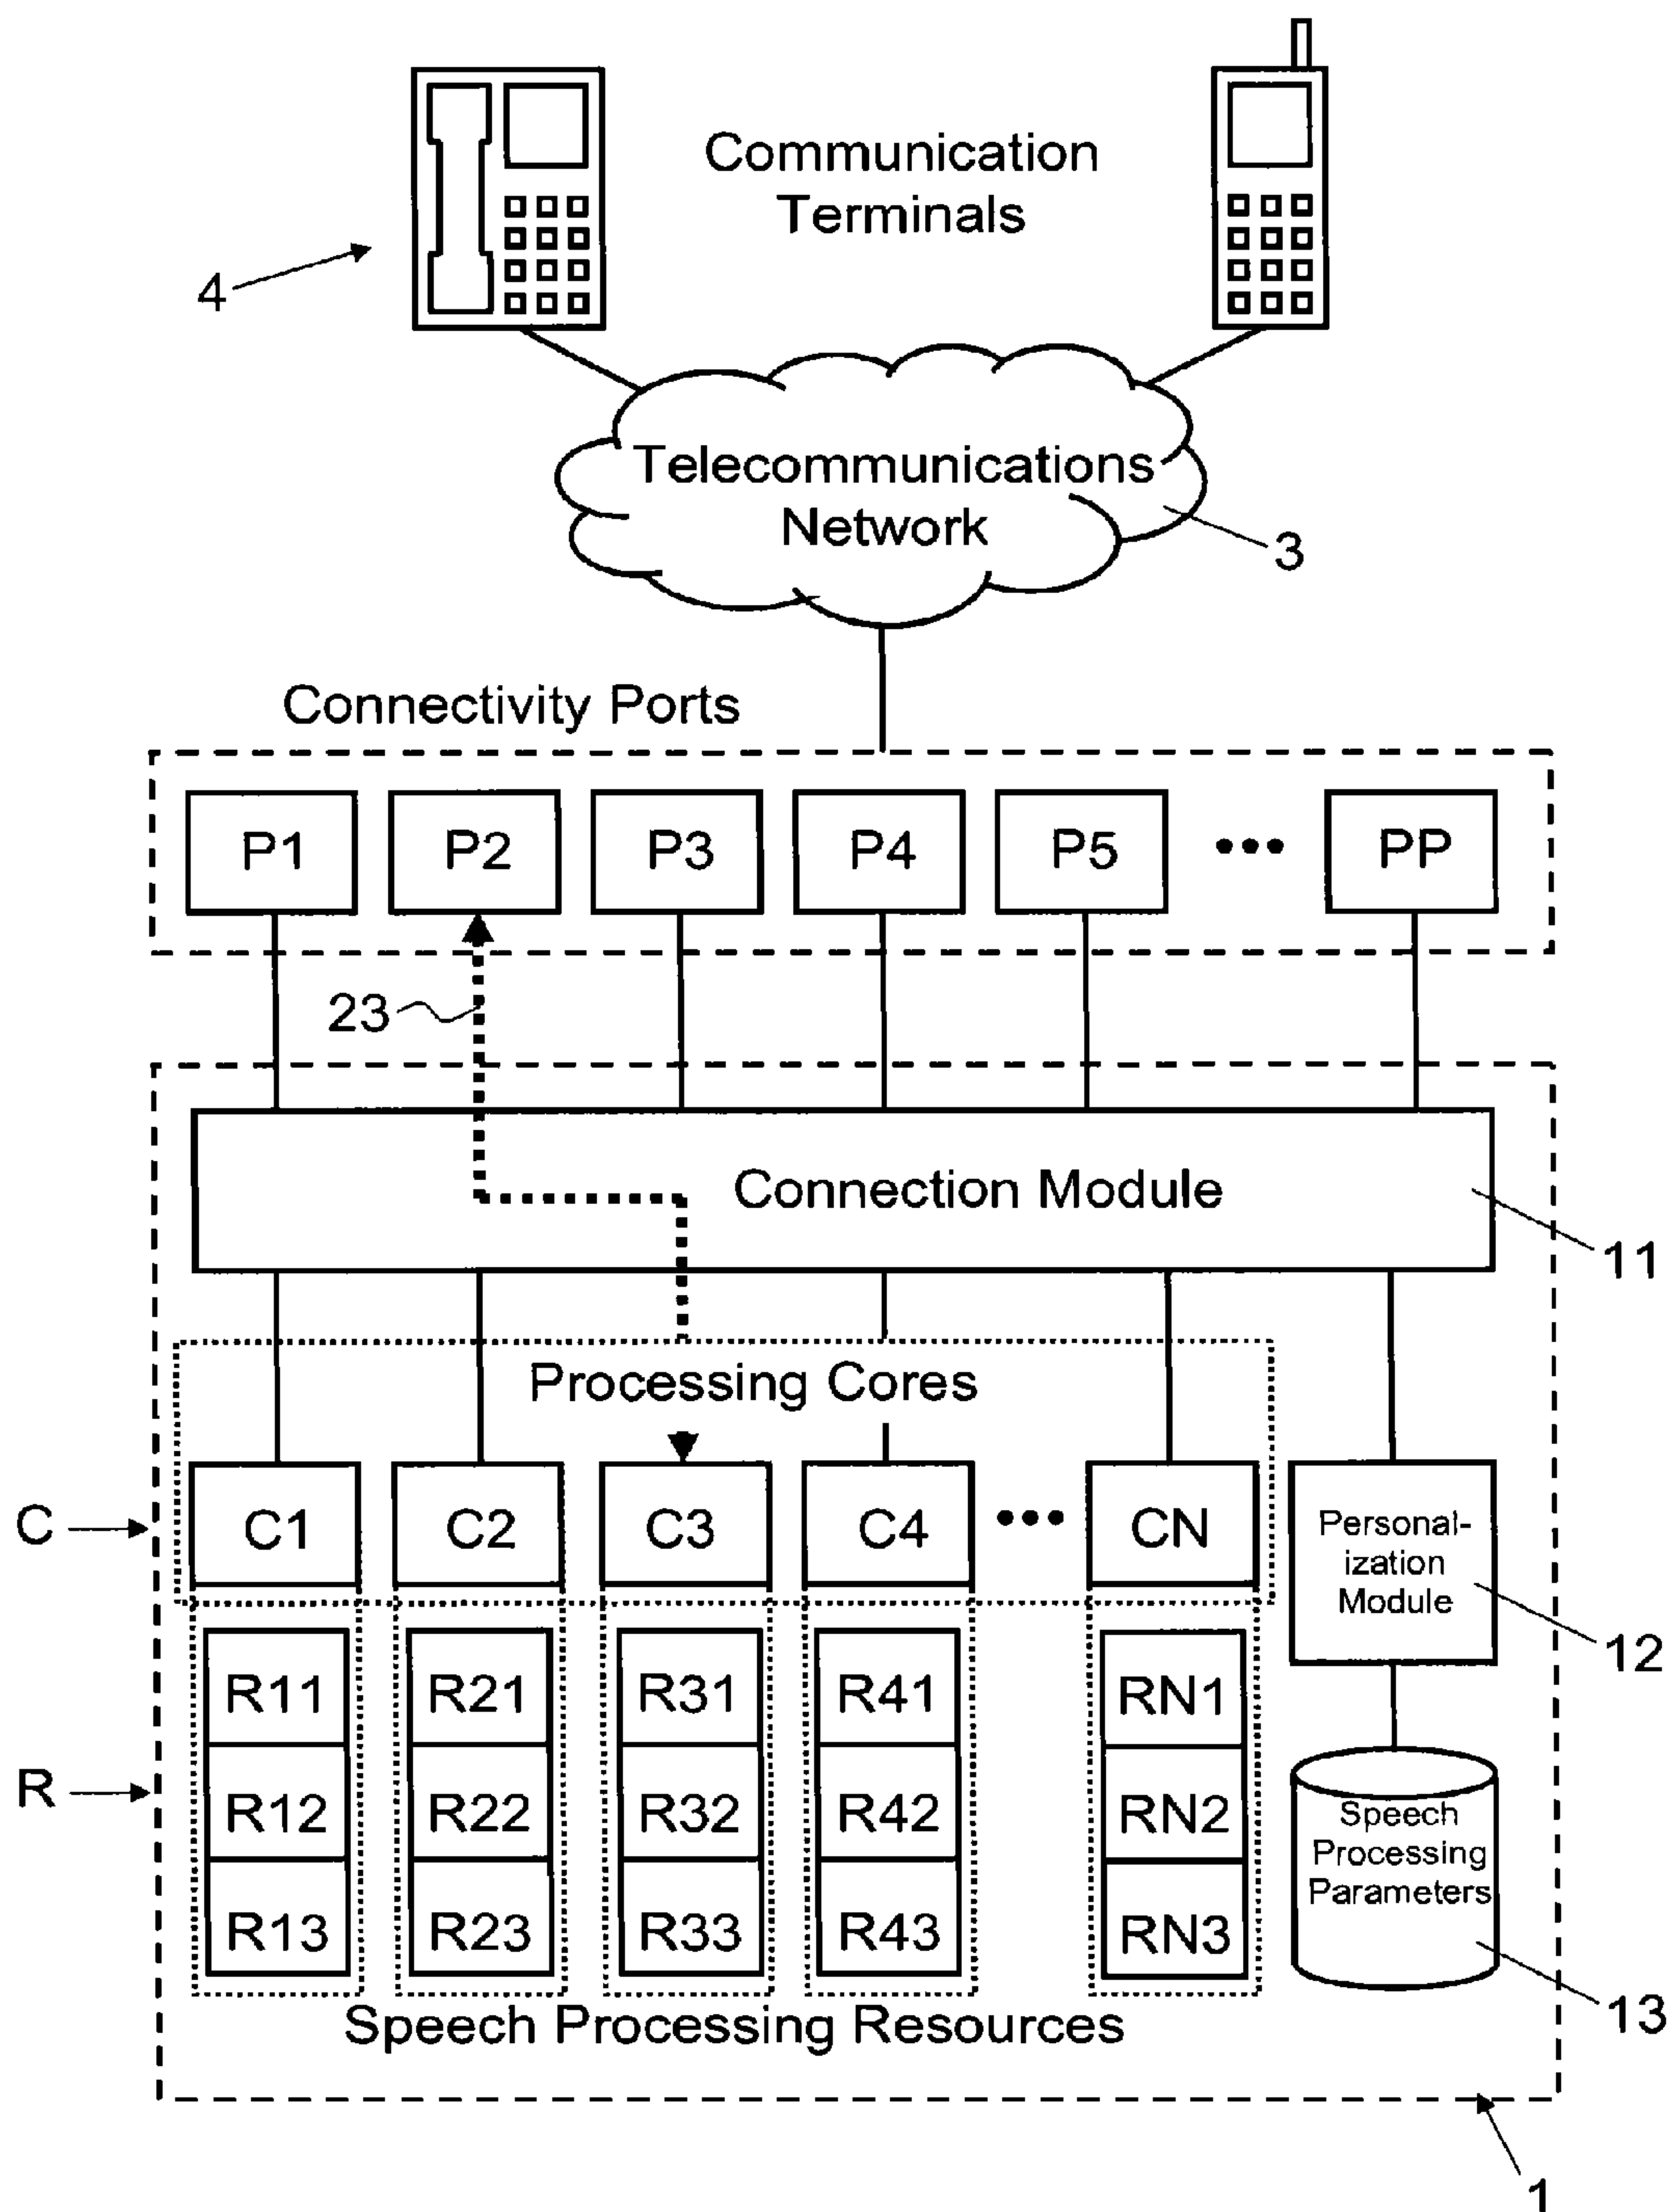 Communication
Terminals
4
Telecommunications
Network
3
Connectivity Ports
P1 P2 P3 P4 P5 ••• PP
23
Connection Module
11
Processing Cores
C
C1 C2 C3 C4 ••• CN
Personal-
ization
Module
12
R11 R21 R31 R41 RN1
R
R12 R22 R32 R42 RN2
R13 R23 R33 R43 RN3
Speech
Processing
Parameters
13
Speech Processing Resources
1